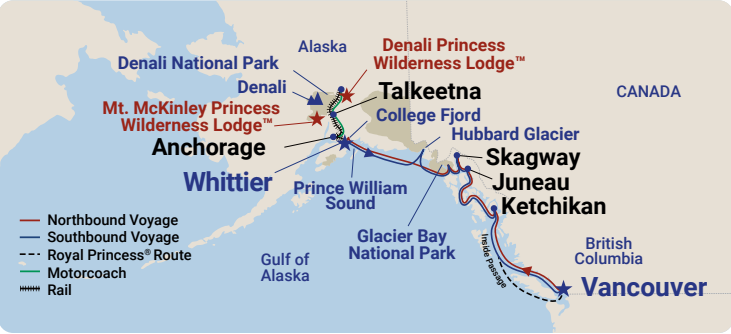 Alaska
Denali Princess
Wilderness Lodge™
Denali National Park
Denali
CANADA
Talkeetna
Mt. McKinley Princess
Wilderness Lodge™
College Fjord
Hubbard Glacier
Anchorage
Skagway
Whittier
Juneau
Prince William
Sound
Ketchikan
Glacier Bay
National Park
Northbound Voyage
Southbound Voyage
Royal Princess® Route
Motorcoach
Rail
Gulf of
Alaska
Inside Passage
British
Columbia
Vancouver